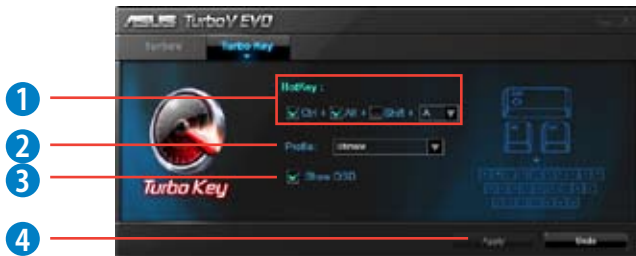 ASUS TurboV EVO
TurboV Turbo Key
HotKey :
1
Ctrl + Alt + Shift + A
2
Profile:
3
Show OSD
Turbo Key
4
Apply Undo